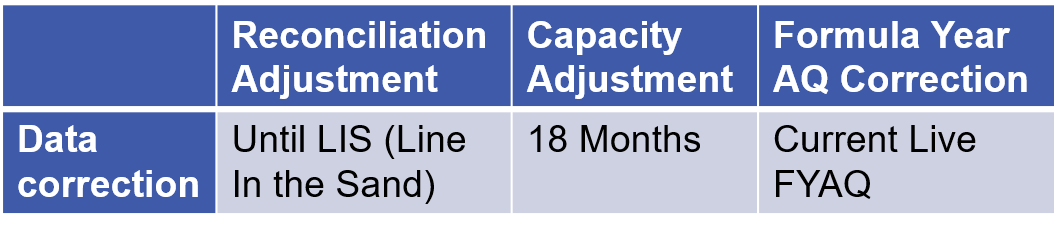 Reconciliation Adjustment
Capacity Adjustment
Formula Year AQ Correction
Data correction
Until LIS (Line In the Sand)
18 Months
Current Live FYAQ